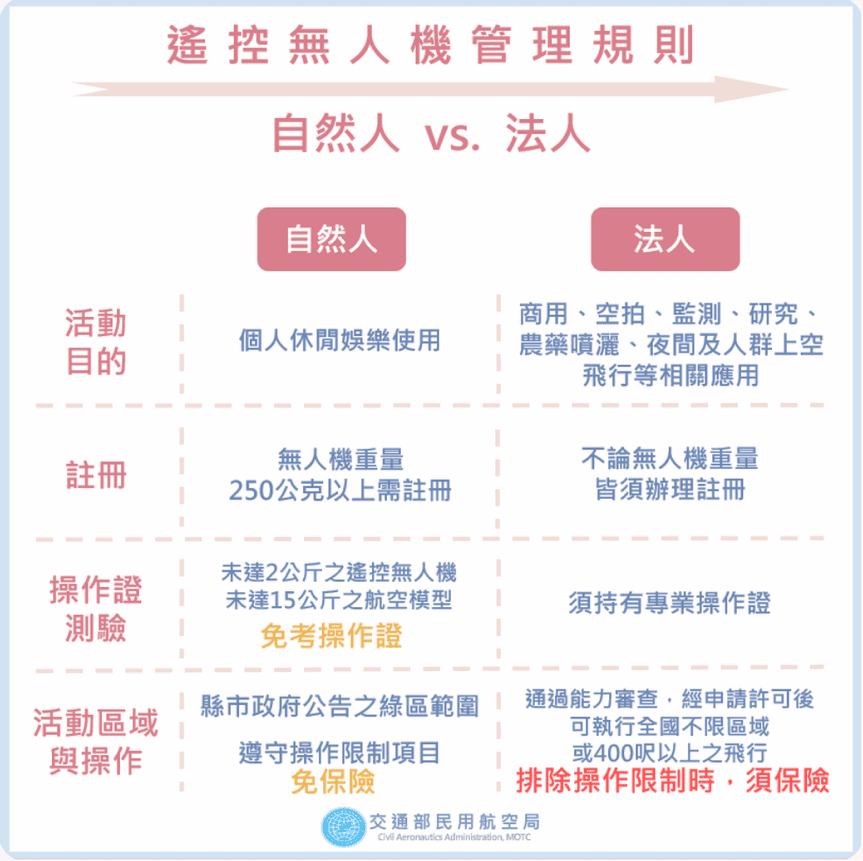 遙控無人機管理規則
自然人 vs. 法人
自然人
法人
活動
目的
個人休閒娛樂使用
商用、空拍、監測、研究、
農藥噴灑、夜間及人群上空
飛行等相關應用
註冊
無人機重量
250公克以上需註冊
不論無人機重量
皆須辦理註冊
操作證
測驗
未達2公斤之遙控無人機
未達15公斤之航空模型
免考操作證
須持有專業操作證
活動區域
與操作
縣市政府公告之綠區範圍
遵守操作限制項目
免保險
通過能力審查，經申請許可後
可執行全國不限區域
或400呎以上之飛行
排除操作限制時，須保險
交通部民用航空局
Civil Aeronautics Administration, MOTC